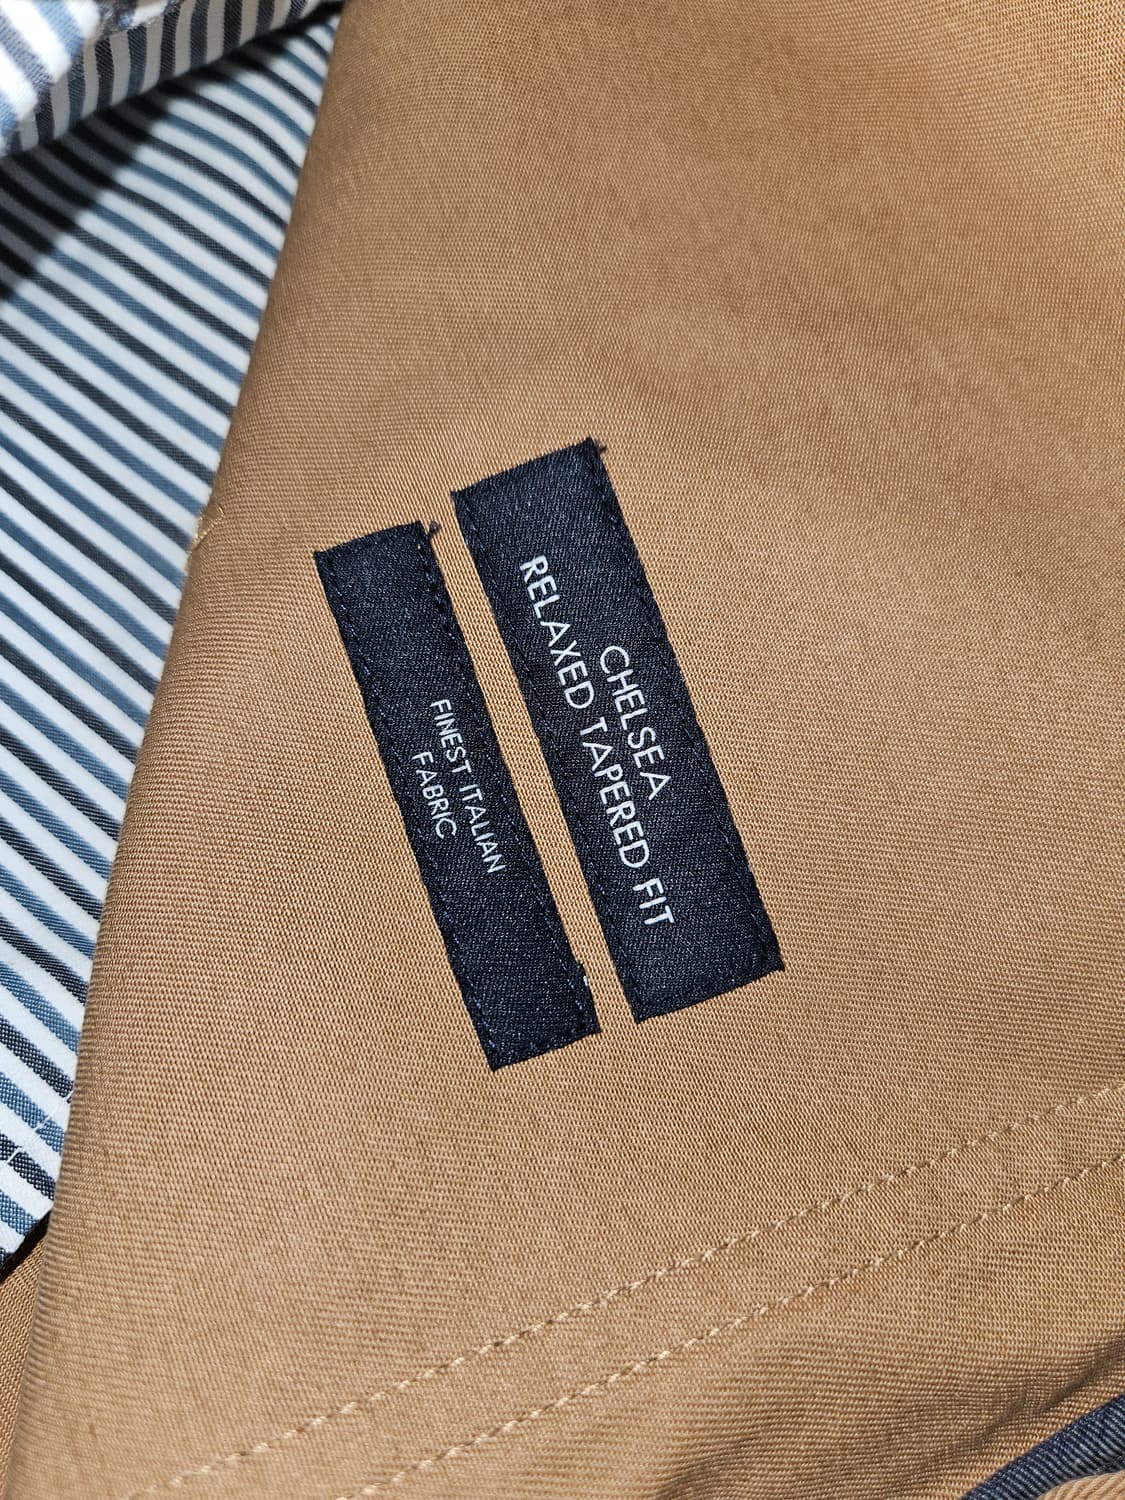 CHELSEA
RELAXED TAPERED FIT
FINEST ITALIAN
FABRIC